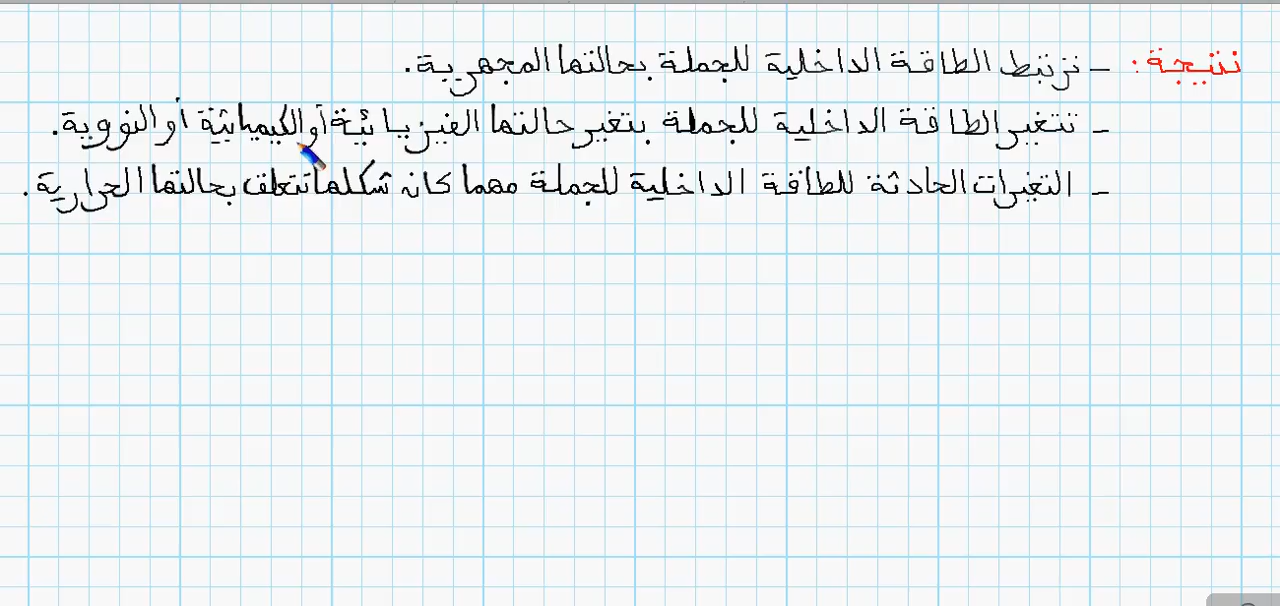 نتيجة: - ترتبط الطاقة الداخلية للجملة بحالتها المجهرية.
- تتغير الطاقة الداخلية للجملة بتغير حالتها الفيزيائية أو الكيميائية أو النووية.
- التغيرات الحادثة للطاقة الداخلية للجملة مهما كان شكلها تتعلق بحالتها الحرارية.